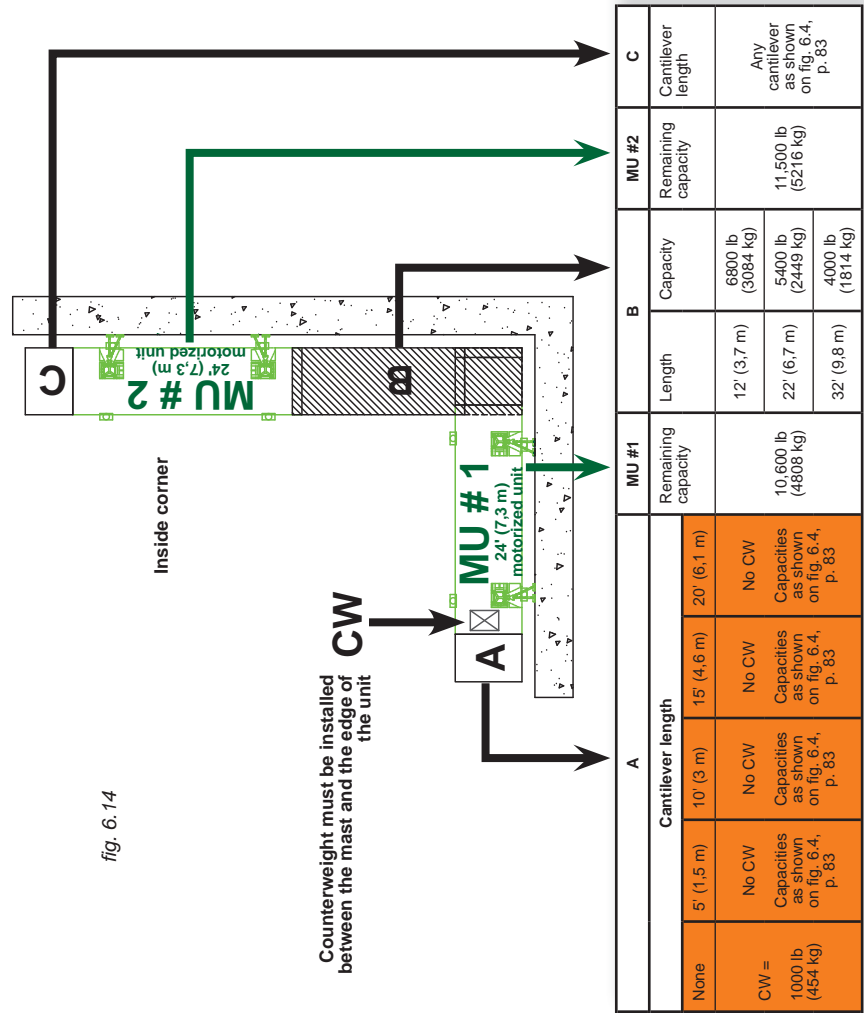 fig. 6.14
Inside corner
Counterweight must be installed
between the mast and the edge of
the unit
CW
A
MU # 1
24' (7,3 m)
motorized unit
B
MU # 2
24' (7,3 m)
motorized unit
C
A
MU #1
B
MU #2
C
Cantilever length
Remaining
capacity
Length
Capacity
Remaining
capacity
Cantilever
length
None
5' (1,5 m)
10' (3 m)
15' (4,6 m)
20' (6,1 m)
CW =
1000 lb
(454 kg)
No CW
Capacities
as shown
on fig. 6.4,
p. 83
No CW
Capacities
as shown
on fig. 6.4,
p. 83
No CW
Capacities
as shown
on fig. 6.4,
p. 83
No CW
Capacities
as shown
on fig. 6.4,
p. 83
10,600 lb
(4808 kg)
12' (3,7 m)
6800 lb
(3084 kg)
22' (6,7 m)
5400 lb
(2449 kg)
32' (9,8 m)
4000 lb
(1814 kg)
11,500 lb
(5216 kg)
Any
cantilever
as shown
on fig. 6.4,
p. 83